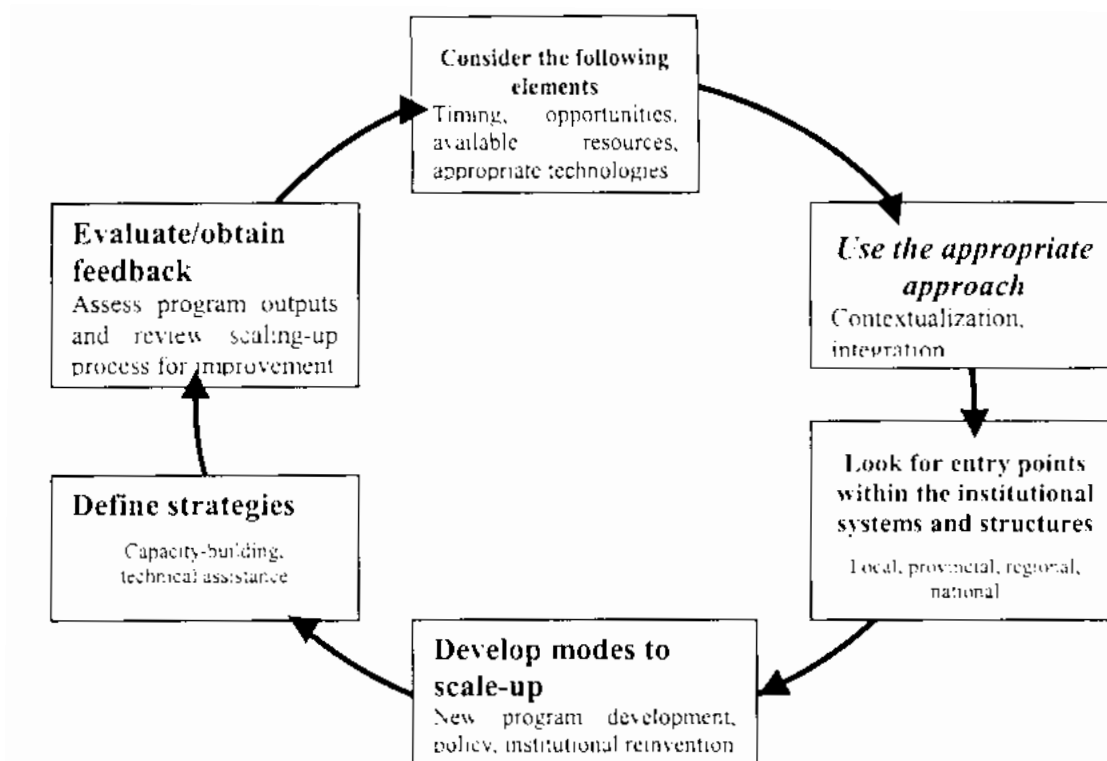 Consider the following
elements
Timing, opportunities,
available resources,
appropriate technologies
Use the appropriate
approach
Contextualization,
integration
Look for entry points
within the institutional
systems and structures
Local, provincial, regional,
national
Develop modes to
scale-up
New program development,
policy, institutional reinvention
Define strategies
Capacity-building,
technical assistance
Evaluate/obtain
feedback
Assess program outputs
and review scaling-up
process for improvement